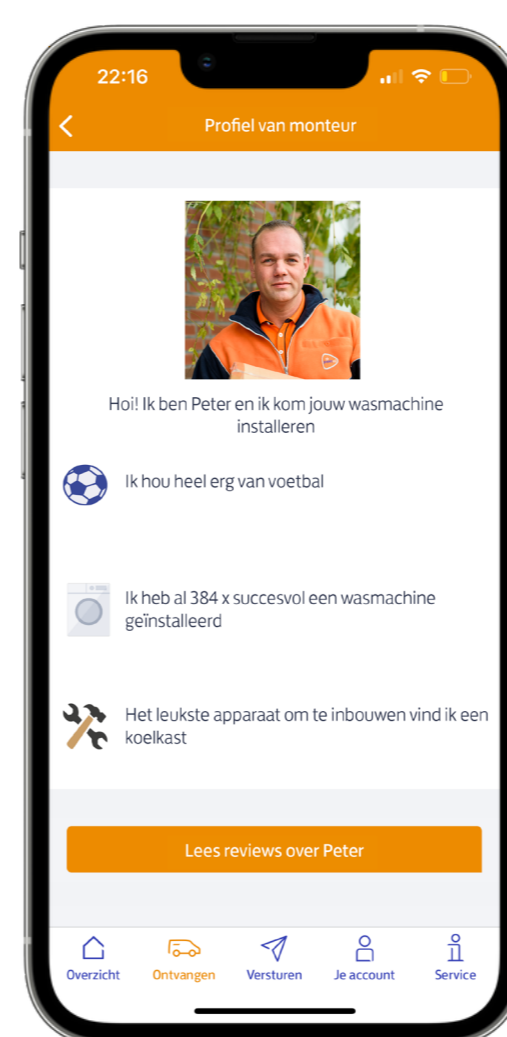 22:16
Profiel van monteur
Hoi! Ik ben Peter en ik kom jouw wasmachine
installeren
Ik hou heel erg van voetbal
Ik heb al 384 x succesvol een wasmachine
geïnstalleerd
Het leukste apparaat om te inbouwen vind ik een
koelkast
Lees reviews over Peter
Overzicht
Ontvangen
Versturen
Je account
Service